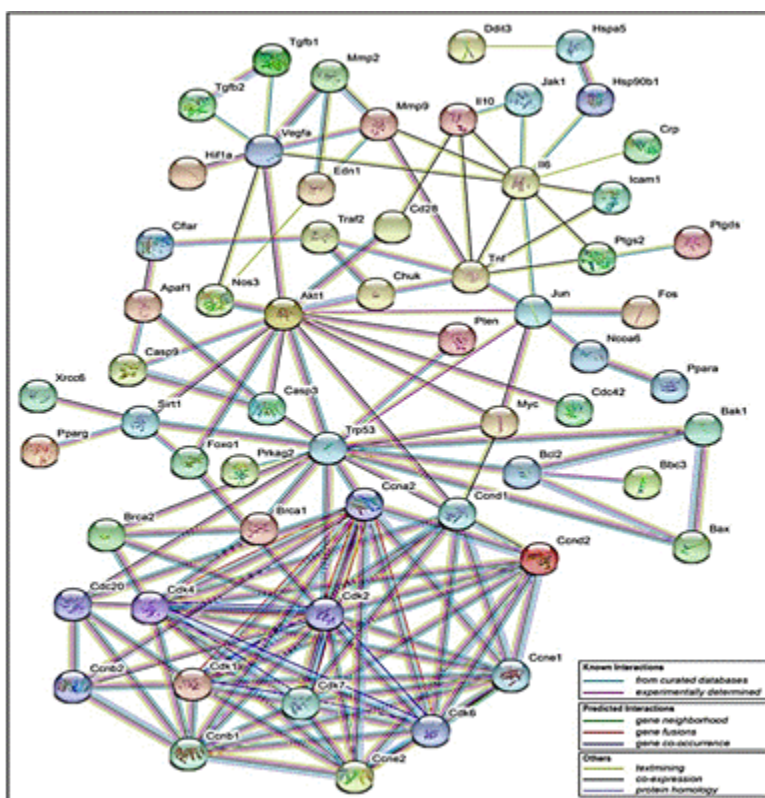 Ddit3
Hspa5
Tgfb1
Mmp2
Tgfb2
Jak1
Hsp90b1
Mmp9
Il10
Vegfa
Crp
Hif1a
Il6
Edn1
Icam1
Cd28
Traf2
Cflar
Ptgds
Ptgs2
Tnf
Apaf1
Nos3
Chuk
Akt1
Jun
Fos
Pten
Ncoa6
Casp9
Ppara
Xrcc6
Casp3
Cdc42
Sirt1
Myc
Bak1
Trp53
Pparg
Foxo1
Prkag2
Bcl2
Bbc3
Ccna2
Ccnd1
Brca2
Brca1
Bax
Ccnd2
Cdc20
Cdk4
Cdk2
Ccnb2
Cdk1
Ccne1
Cdk7
Cdk6
Ccnb1
Ccne2
Known Interactions
from curated databases
experimentally determined
Predicted Interactions
gene neighborhood
gene fusions
gene co-occurrence
Others
textmining
co-expression
protein homology